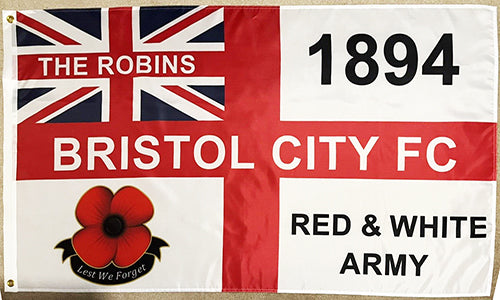 THE ROBINS
1894
BRISTOL CITY FC
Lest We Forget
RED & WHITE
ARMY